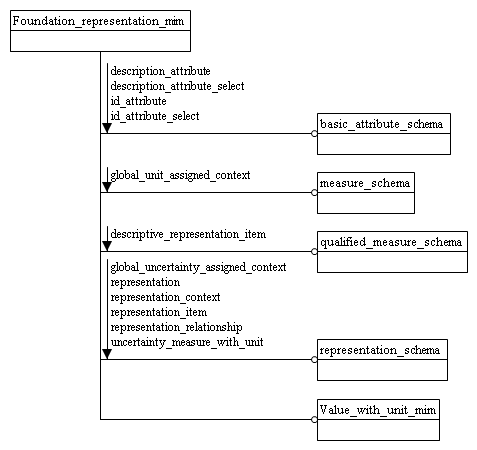 Foundation_representation_mim
description_attribute
description_attribute_select
id_attribute
id_attribute_select
basic_attribute_schema
global_unit_assigned_context
measure_schema
descriptive_representation_item
qualified_measure_schema
global_uncertainty_assigned_context
representation
representation_context
representation_item
representation_relationship
uncertainty_measure_with_unit
representation_schema
Value_with_unit_mim